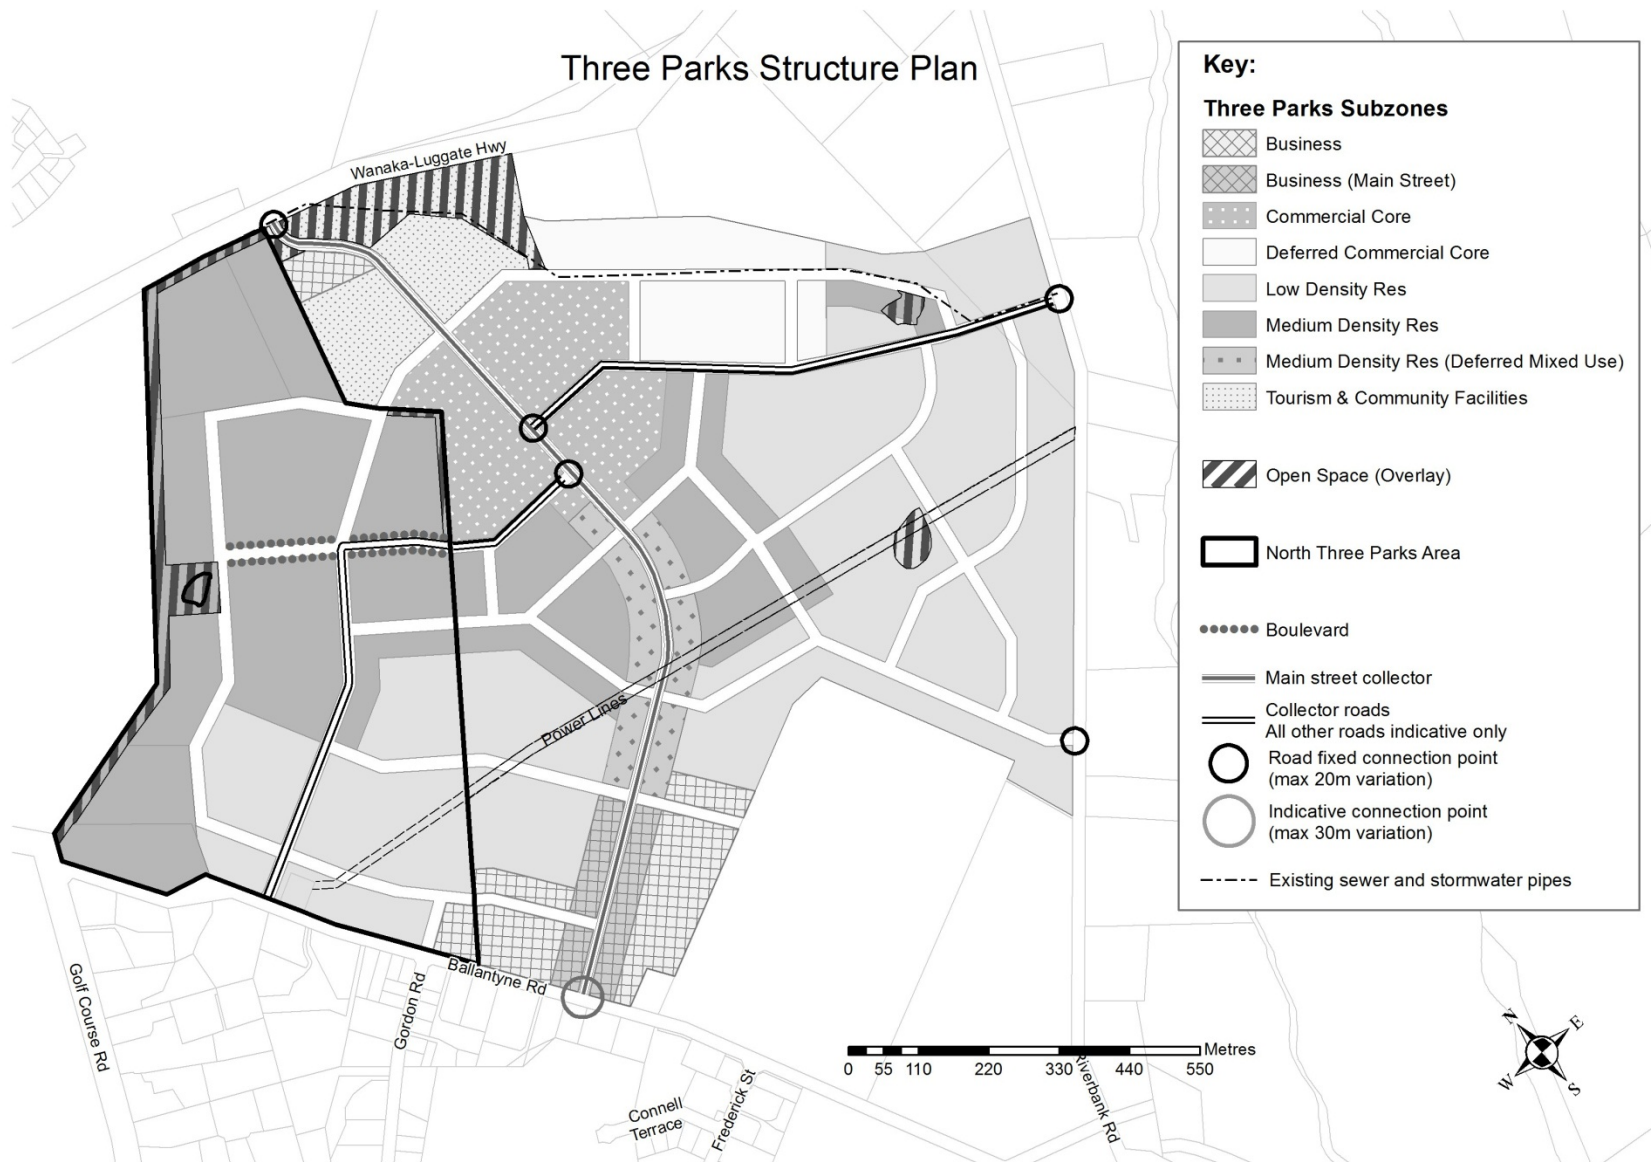 Three Parks Structure Plan
Wanaka-Luggate Hwy
Power Lines
Ballantyne Rd
Golf Course Rd
Gordon Rd
Connell
Terrace
Frederick St
Riverbank Rd
Key:
Three Parks Subzones
Business
Business (Main Street)
Commercial Core
Deferred Commercial Core
Low Density Res
Medium Density Res
Medium Density Res (Deferred Mixed Use)
Tourism & Community Facilities
Open Space (Overlay)
North Three Parks Area
Boulevard
Main street collector
Collector roads
All other roads indicative only
Road fixed connection point
(max 20m variation)
Indicative connection point
(max 30m variation)
Existing sewer and stormwater pipes
Metres
0 55 110 220 330 440 550
N E
W S